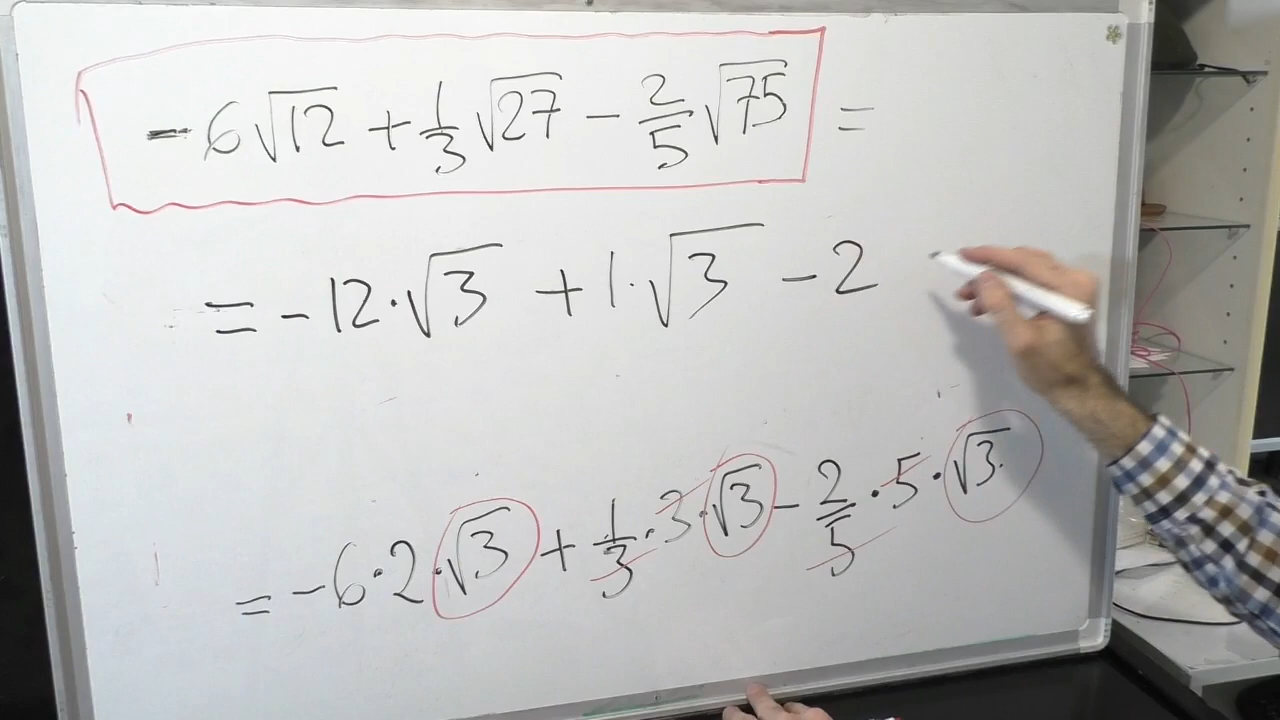 -6√12 + 1/3 √27 - 2/5 √75 =
= -12·√3 + 1·√3 - 2
= -6·2·√3 + 1/3·3·√3 - 2/5·5·√3